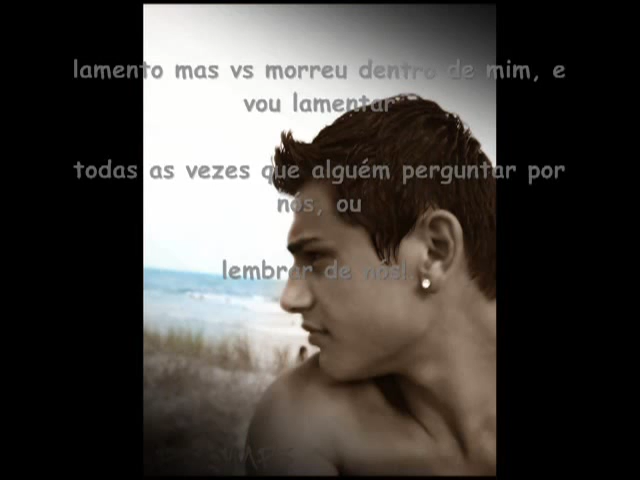 lamento mas vs morreu dentro de mim, e
vou lamentar
todas as vezes que alguém perguntar por
nós, ou
lembrar de nós!